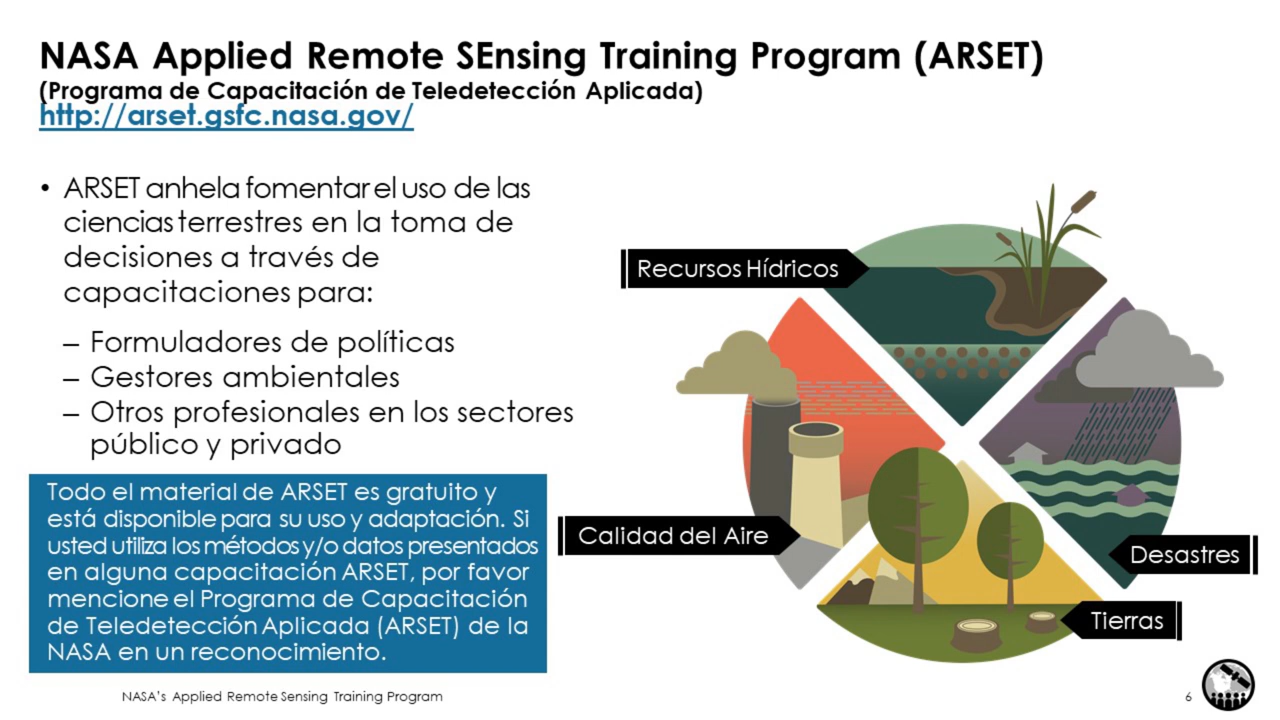 NASA Applied Remote SEnsing Training Program (ARSET)
(Programa de Capacitación de Teledetección Aplicada)
http://arset.gsfc.nasa.gov/
• ARSET anhela fomentar el uso de las
ciencias terrestres en la toma de
decisiones a través de
capacitaciones para:
– Formuladores de políticas
– Gestores ambientales
– Otros profesionales en los sectores
público y privado
Todo el material de ARSET es gratuito y
está disponible para su uso y adaptación. Si
usted utiliza los métodos y/o datos presentados
en alguna capacitación ARSET, por favor
mencione el Programa de Capacitación
de Teledetección Aplicada (ARSET) de la
NASA en un reconocimiento.
Recursos Hídricos
Calidad del Aire
Desastres
Tierras
NASA's Applied Remote Sensing Training Program
6